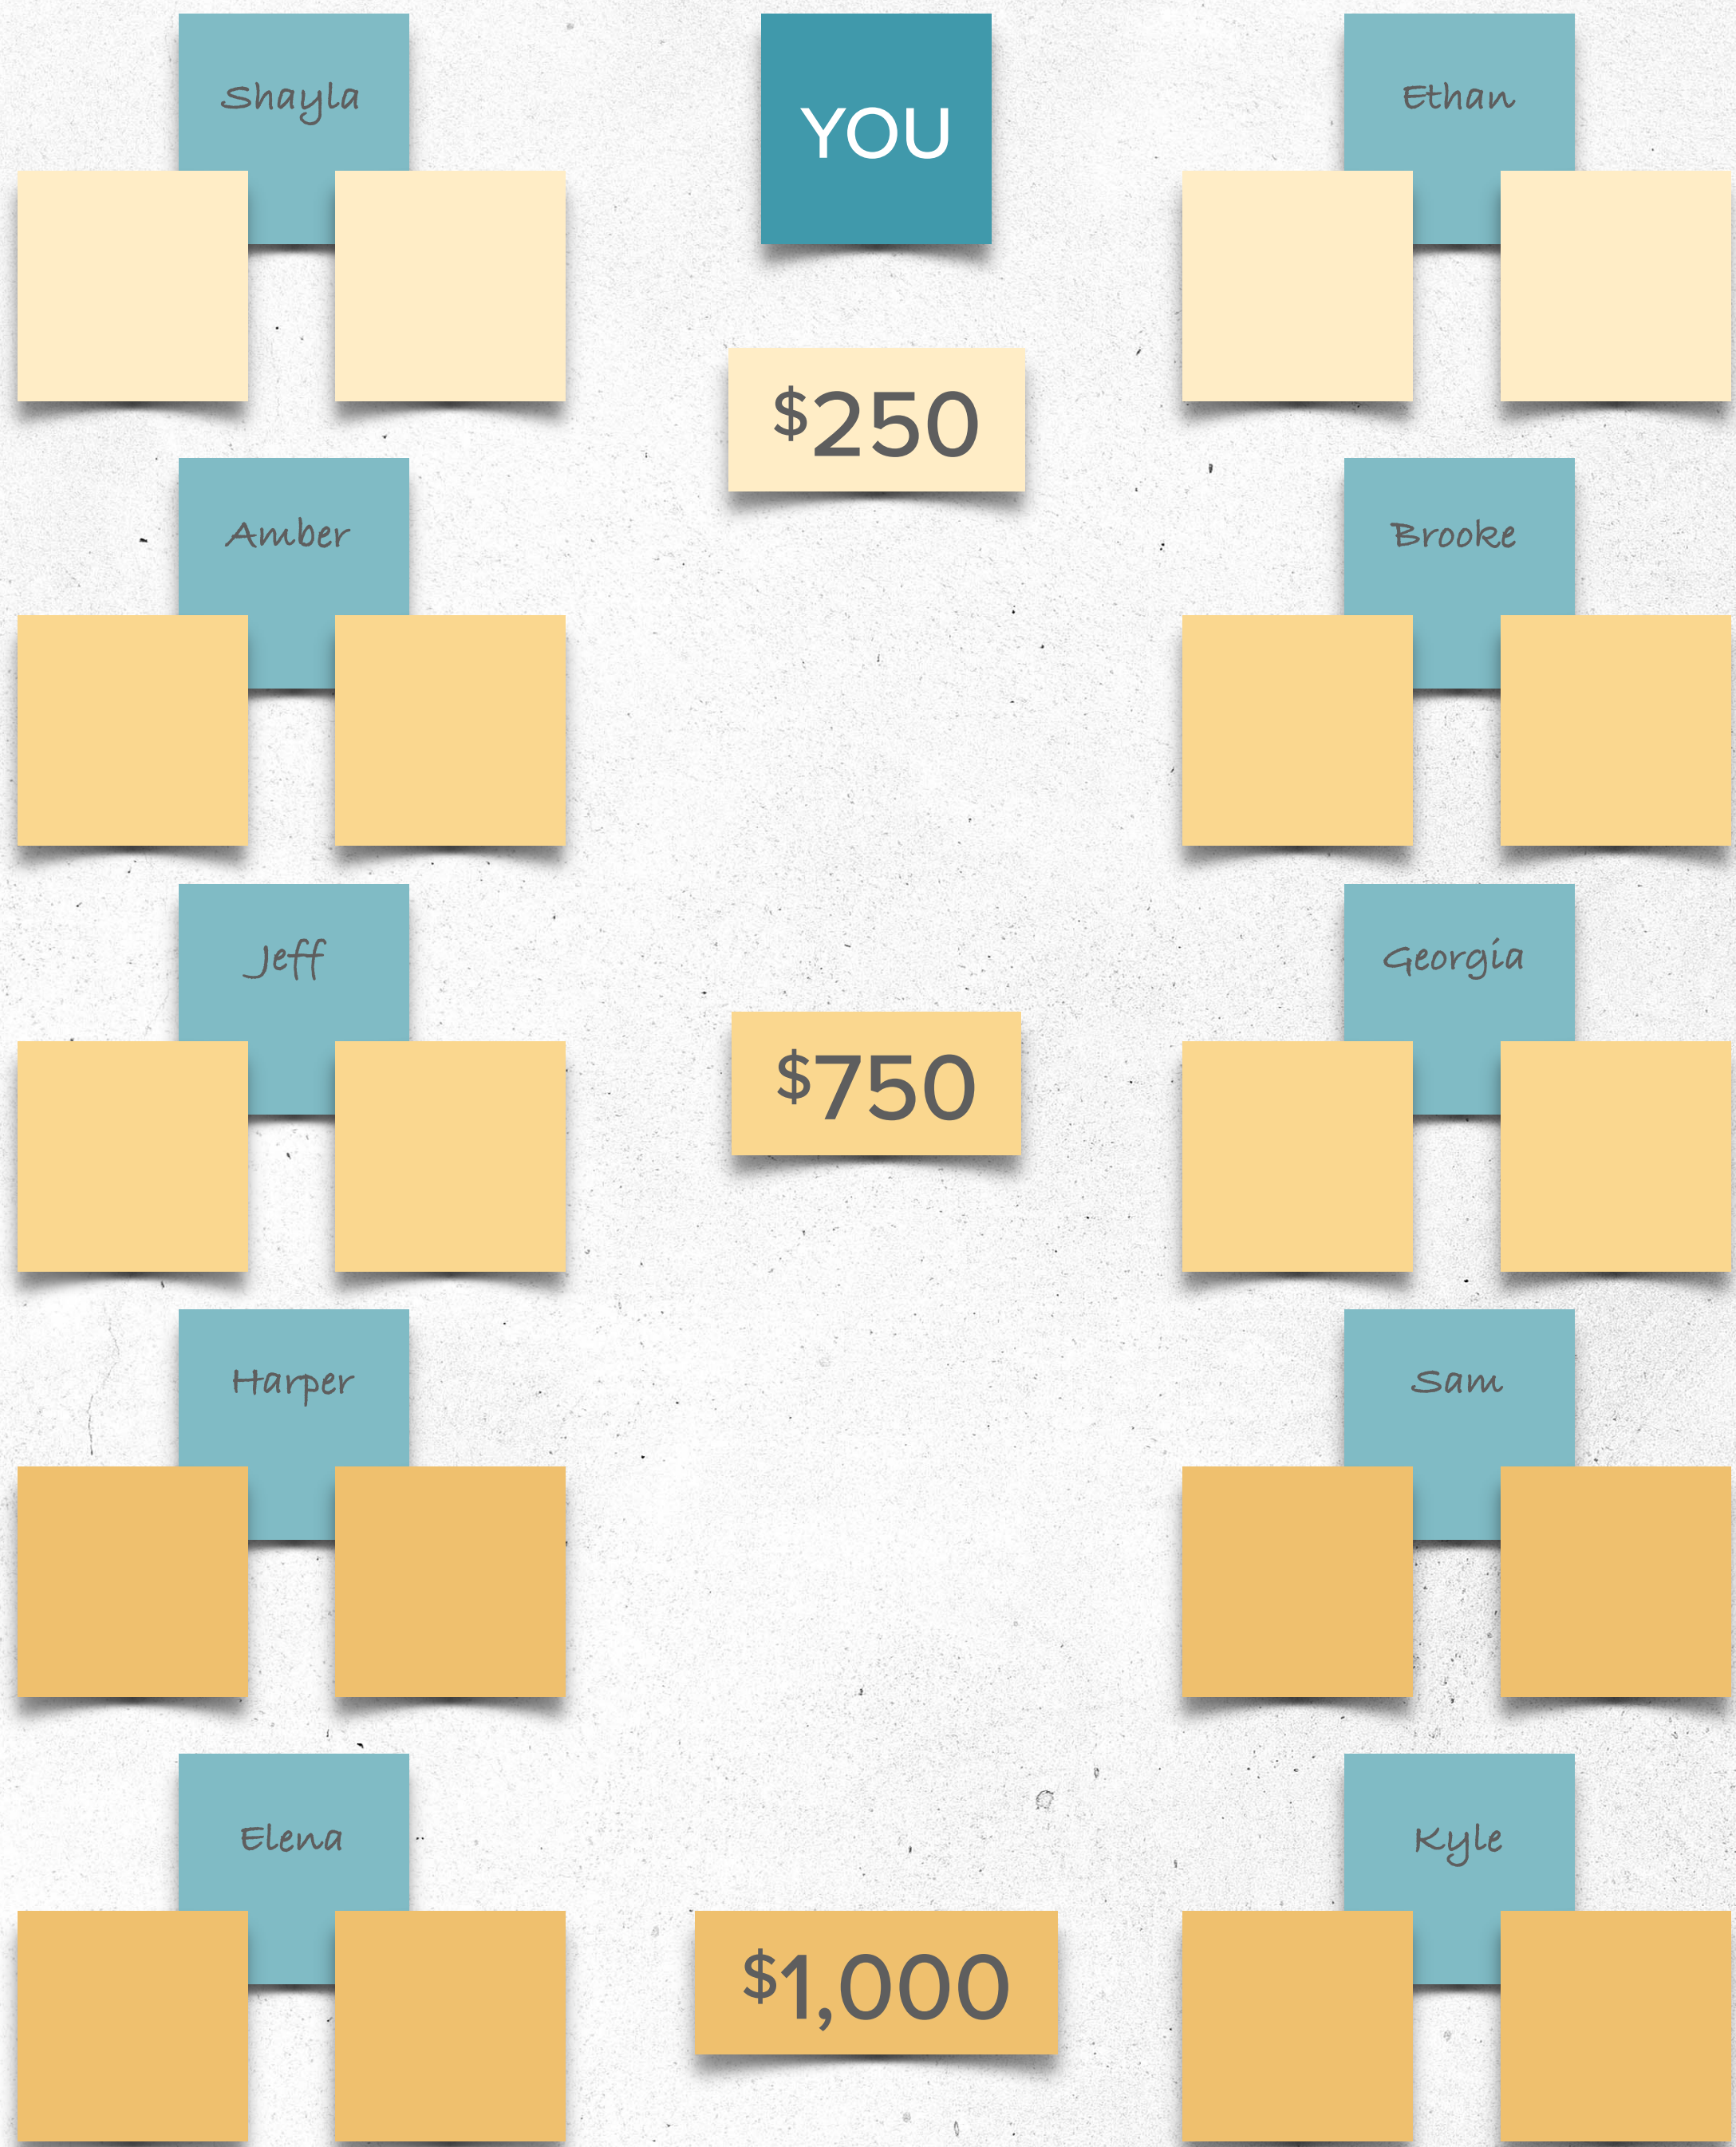 Shayla
YOU
Ethan
$250
Amber
Brooke
Jeff
Georgia
$750
Harper
Sam
Elena
Kyle
$1,000